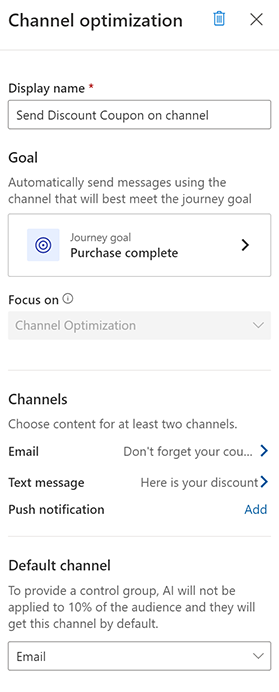 Channel optimization
Display name *
Send Discount Coupon on channel
Goal
Automatically send messages using the
channel that will best meet the journey goal
Journey goal
Purchase complete
Focus on
Channel Optimization
Channels
Choose content for at least two channels.
Email Don't forget your cou...
Text message Here is your discount
Push notification Add
Default channel
To provide a control group, AI will not be
applied to 10% of the audience and they will
get this channel by default.
Email